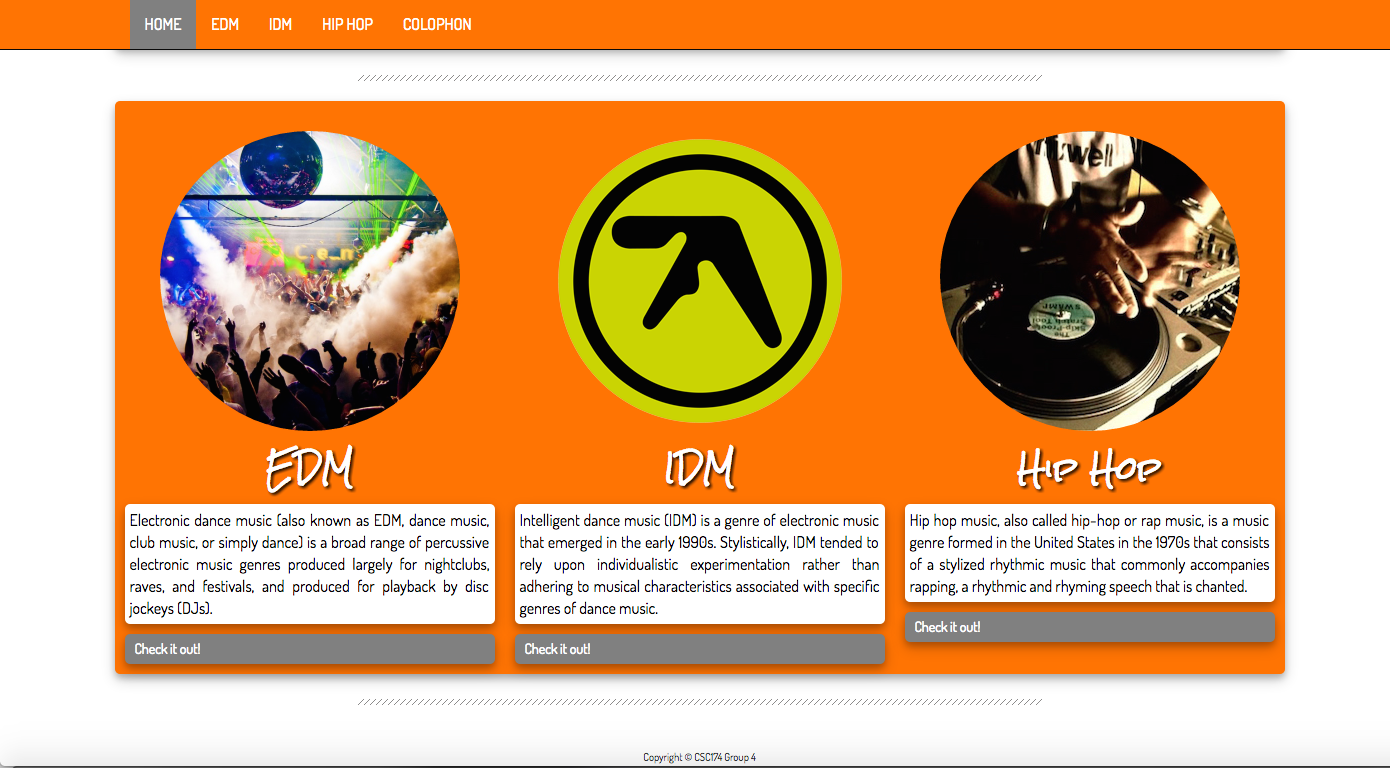 HOME EDM IDM HIP HOP COLOPHON
EDM
Electronic dance music (also known as EDM, dance music,
club music, or simply dance) is a broad range of percussive
electronic music genres produced largely for nightclubs,
raves, and festivals, and produced for playback by disc
jockeys (DJs).
Check it out!
IDM
Intelligent dance music (IDM) is a genre of electronic music
that emerged in the early 1990s. Stylistically, IDM tended to
rely upon individualistic experimentation rather than
adhering to musical characteristics associated with specific
genres of dance music.
Check it out!
Hip Hop
Hip hop music, also called hip-hop or rap music, is a music
genre formed in the United States in the 1970s that consists
of a stylized rhythmic music that commonly accompanies
rapping, a rhythmic and rhyming speech that is chanted.
Check it out!
Copyright © CSC174 Group 4